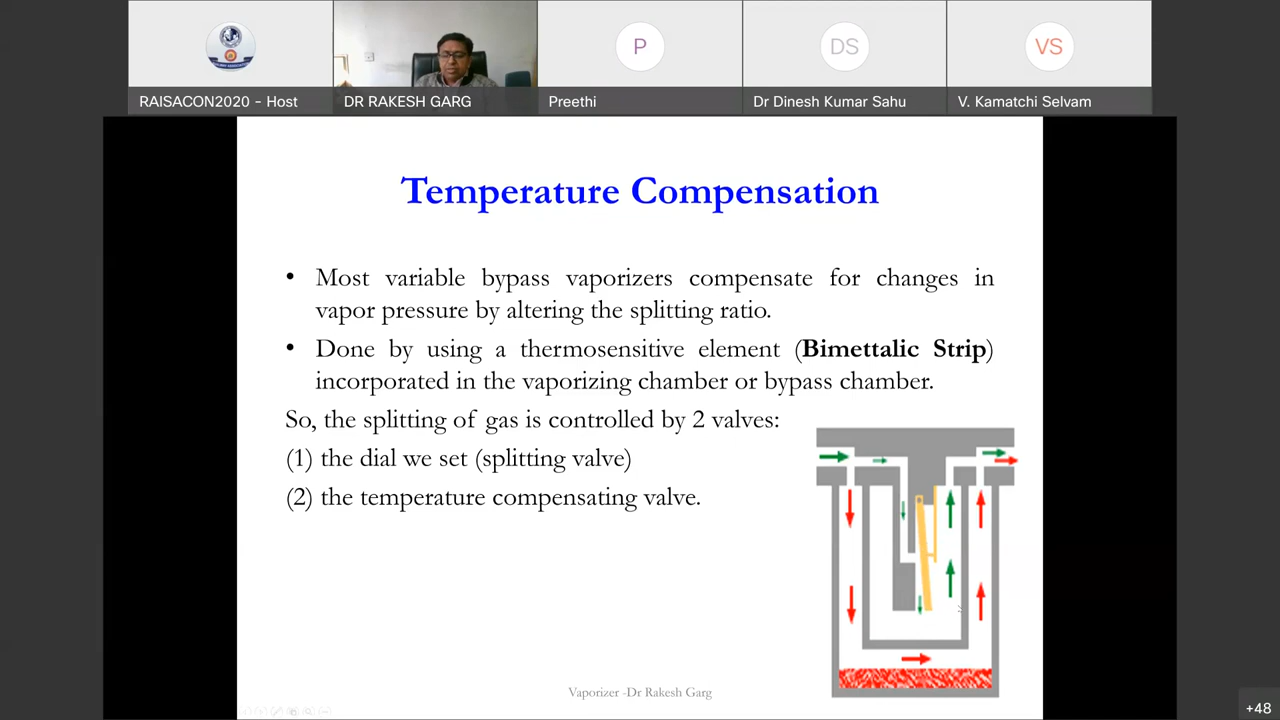 P
DS
VS
RAISACON2020 - Host
DR RAKESH GARG
Preethi
Dr Dinesh Kumar Sahu
V. Kamatchi Selvam
Temperature Compensation
• Most variable bypass vaporizers compensate for changes in
vapor pressure by altering the splitting ratio.
• Done by using a thermosensitive element (Bimettalic Strip)
incorporated in the vaporizing chamber or bypass chamber.
So, the splitting of gas is controlled by 2 valves:
(1) the dial we set (splitting valve)
(2) the temperature compensating valve.
Vaporizer -Dr Rakesh Garg
+48